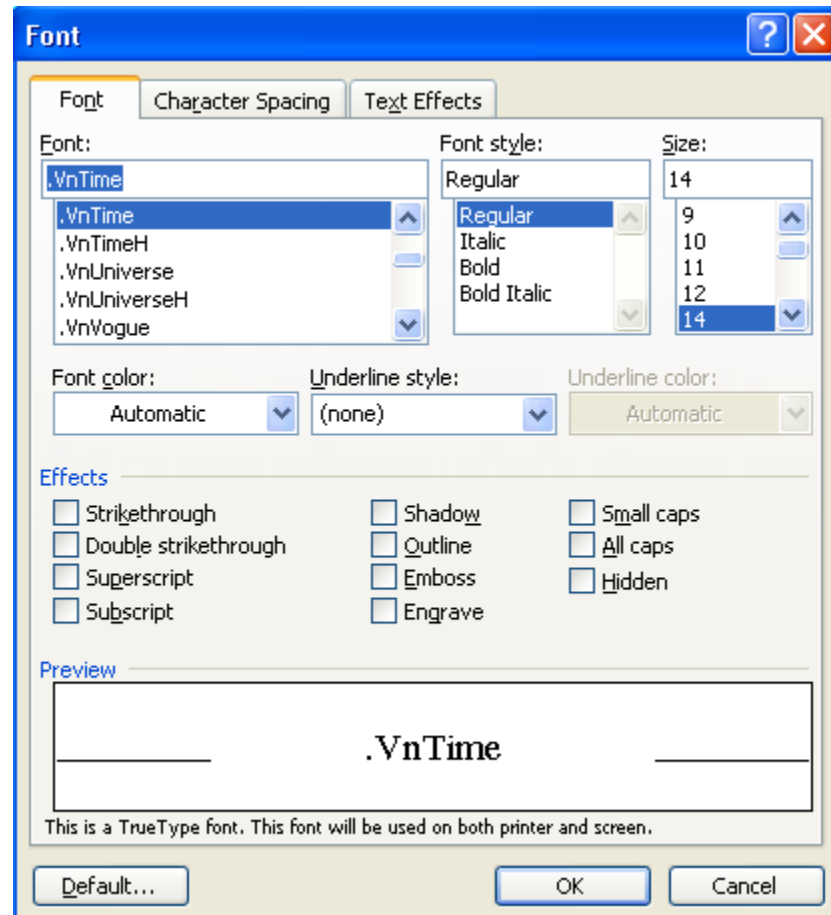 Font
Font Character Spacing Text Effects
Font: Font style: Size:
.VnTime Regular 14
.VnTime Regular 9
.VnTimeH Italic 10
.VnUniverse Bold 11
.VnUniverseH Bold Italic 12
.VnVogue 14
Font color: Underline style: Underline color:
Automatic (none) Automatic
Effects
Strikethrough Shadow Small caps
Double strikethrough Outline All caps
Superscript Emboss Hidden
Subscript Engrave
Preview
.VnTime
This is a TrueType font. This font will be used on both printer and screen.
Default... OK Cancel